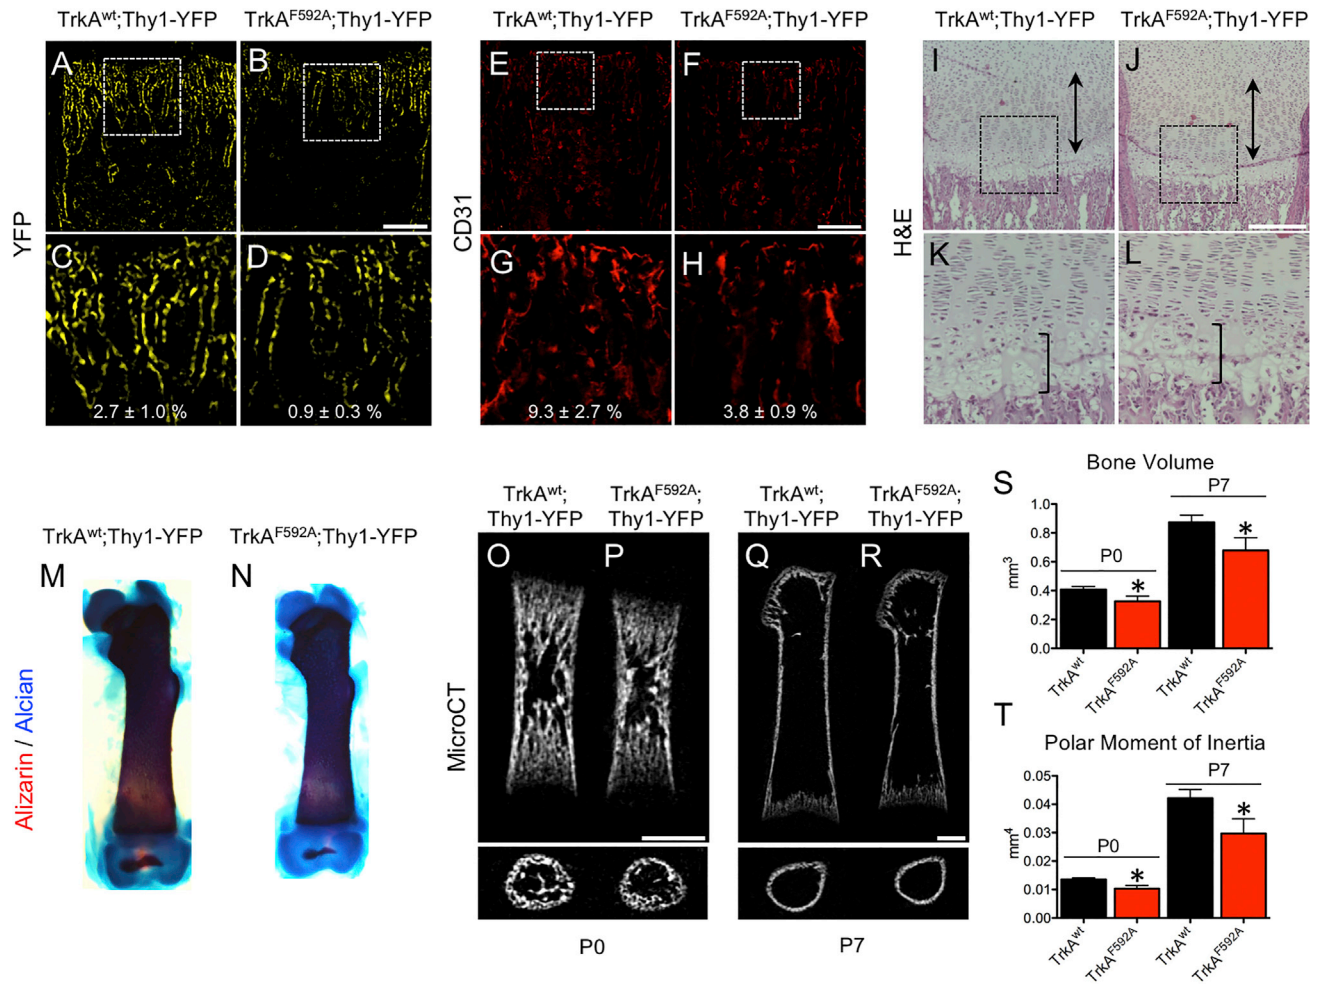 TrkAwt;Thy1-YFP TrkAF592A;Thy1-YFP
TrkAwt;Thy1-YFP TrkAF592A;Thy1-YFP
TrkAwt;Thy1-YFP TrkAF592A;Thy1-YFP
YFP
A B
C D
2.7 ± 1.0 % 0.9 ± 0.3 %
CD31
E F
G H
9.3 ± 2.7 % 3.8 ± 0.9 %
H&E
I J
K L
TrkAwt;Thy1-YFP TrkAF592A;Thy1-YFP
M N
Alizarin / Alcian
TrkAwt; TrkAF592A;
Thy1-YFP Thy1-YFP
TrkAwt; TrkAF592A;
Thy1-YFP Thy1-YFP
MicroCT
O P Q R
P0 P7
S
Bone Volume
P7
P0
1.0
0.8
0.6
0.4
0.2
0.0
mm3
* *
TrkAwt TrkAF592A TrkAwt TrkAF592A
T
Polar Moment of Inertia
P7
P0
0.05
0.04
0.03
0.02
0.01
0.00
mm4
* *
TrkAwt TrkAF592A TrkAwt TrkAF592A